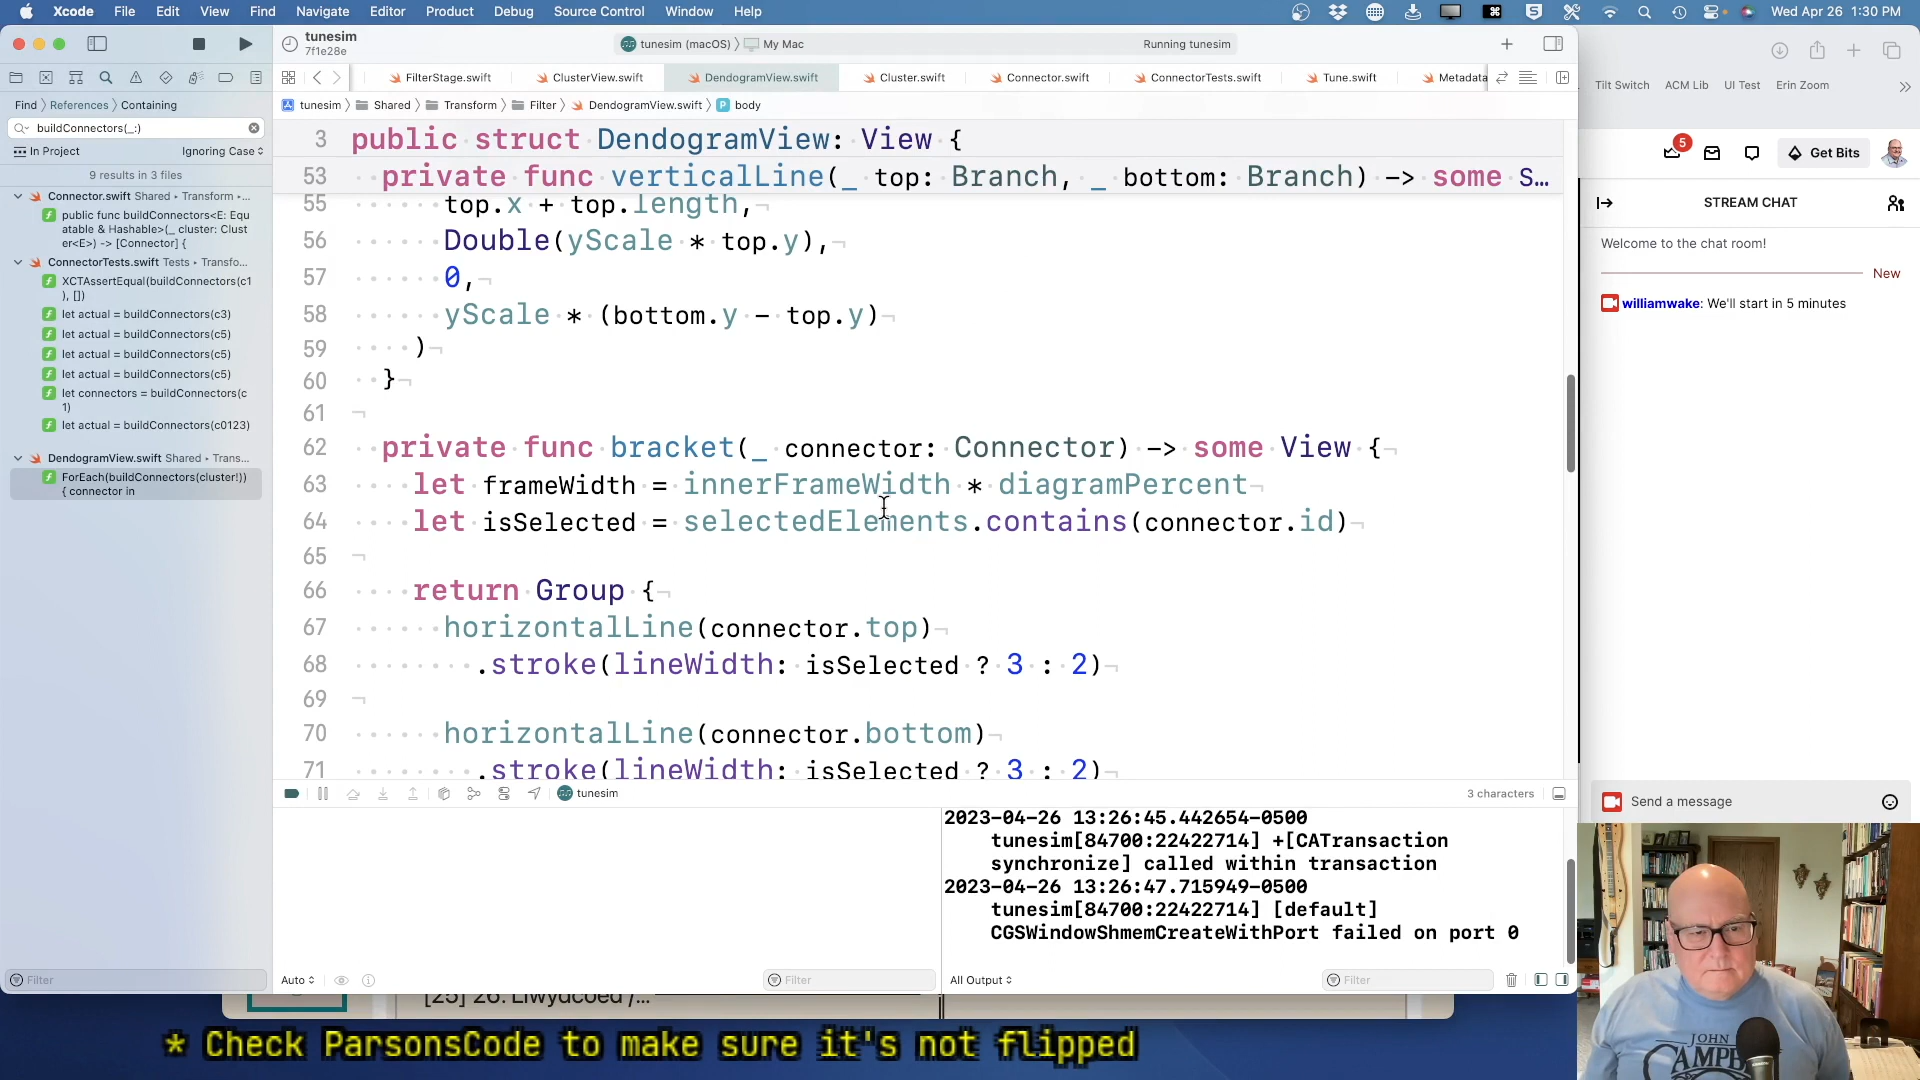 Xcode File Edit View Find Navigate Editor Product Debug Source Control Window Help Wed Apr 26 1:30 PM
tunesim
7f1e28e
tunesim (macOS) My Mac Running tunesim
FilterStage.swift ClusterView.swift DendogramView.swift Cluster.swift Connector.swift ConnectorTests.swift Tune.swift Metadata
tunesim Shared Transform Filter DendogramView.swift body
Find References Containing
buildConnectors(_:)
In Project Ignoring Case
9 results in 3 files
Connector.swift Shared ▸ Transform ▸...
public func buildConnectors<E: Equ
atable & Hashable>(_ cluster: Clust
er<E>) -> [Connector] {
ConnectorTests.swift Tests ▸ Transfo...
XCTAssertEqual(buildConnectors(c1
), [])
let actual = buildConnectors(c3)
let actual = buildConnectors(c5)
let actual = buildConnectors(c5)
let actual = buildConnectors(c5)
let connectors = buildConnectors(c
1)
let actual = buildConnectors(c0123)
DendogramView.swift Shared ▸ Trans...
ForEach(buildConnectors(cluster!))
{ connector in
Filter
3 public struct DendogramView: View {
53 private func verticalLine(_ top: Branch, _ bottom: Branch) -> some S…
55 top.x + top.length,
56 Double(yScale * top.y),
57 0,
58 yScale * (bottom.y - top.y)
59 )
60 }
61
62 private func bracket(_ connector: Connector) -> some View {
63 let frameWidth = innerFrameWidth * diagramPercent
64 let isSelected = selectedElements.contains(connector.id)
65
66 return Group {
67 horizontalLine(connector.top)
68 .stroke(lineWidth: isSelected ? 3 : 2)
69
70 horizontalLine(connector.bottom)
71 .stroke(lineWidth: isSelected ? 3 : 2)
tunesim 3 characters
2023-04-26 13:26:45.442654-0500
tunesim[84700:22422714] +[CATransaction
synchronize] called within transaction
2023-04-26 13:26:47.715949-0500
tunesim[84700:22422714] [default]
CGSWindowShmemCreateWithPort failed on port 0
Auto Filter All Output Filter
[25] 26. Llwydcoed /...
* Check ParsonsCode to make sure it's not flipped
Tilt Switch ACM Lib UI Test Erin Zoom
5
Get Bits
STREAM CHAT
Welcome to the chat room!
New
williamwake: We'll start in 5 minutes
Send a message
JOHN
CAMPBE